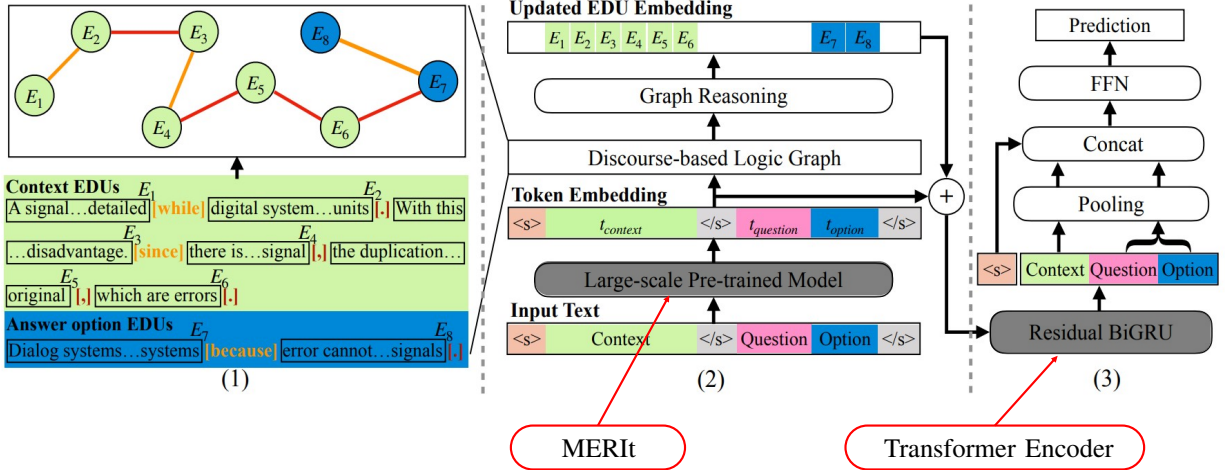 E1
E2
E3
E4
E5
E6
E7
E8
Context EDUs
E1
E2
A signal…detailed [while] digital system…units [.] With this
E3
E4
…disadvantage. [since] there is…signal [,] the duplication…
E5
E6
original [,] which are errors [.]
Answer option EDUs
E7
E8
Dialog systems…systems [because] error cannot…signals [.]
(1)
Updated EDU Embedding
E1 E2 E3 E4 E5 E6 E7 E8
Graph Reasoning
Discourse-based Logic Graph
+
Token Embedding
<s> tcontext </s> tquestion toption </s>
Large-scale Pre-trained Model
Input Text
<s> Context </s> Question Option </s>
(2)
MERIt
Prediction
FFN
Concat
Pooling
<s> Context Question Option
Residual BiGRU
(3)
Transformer Encoder